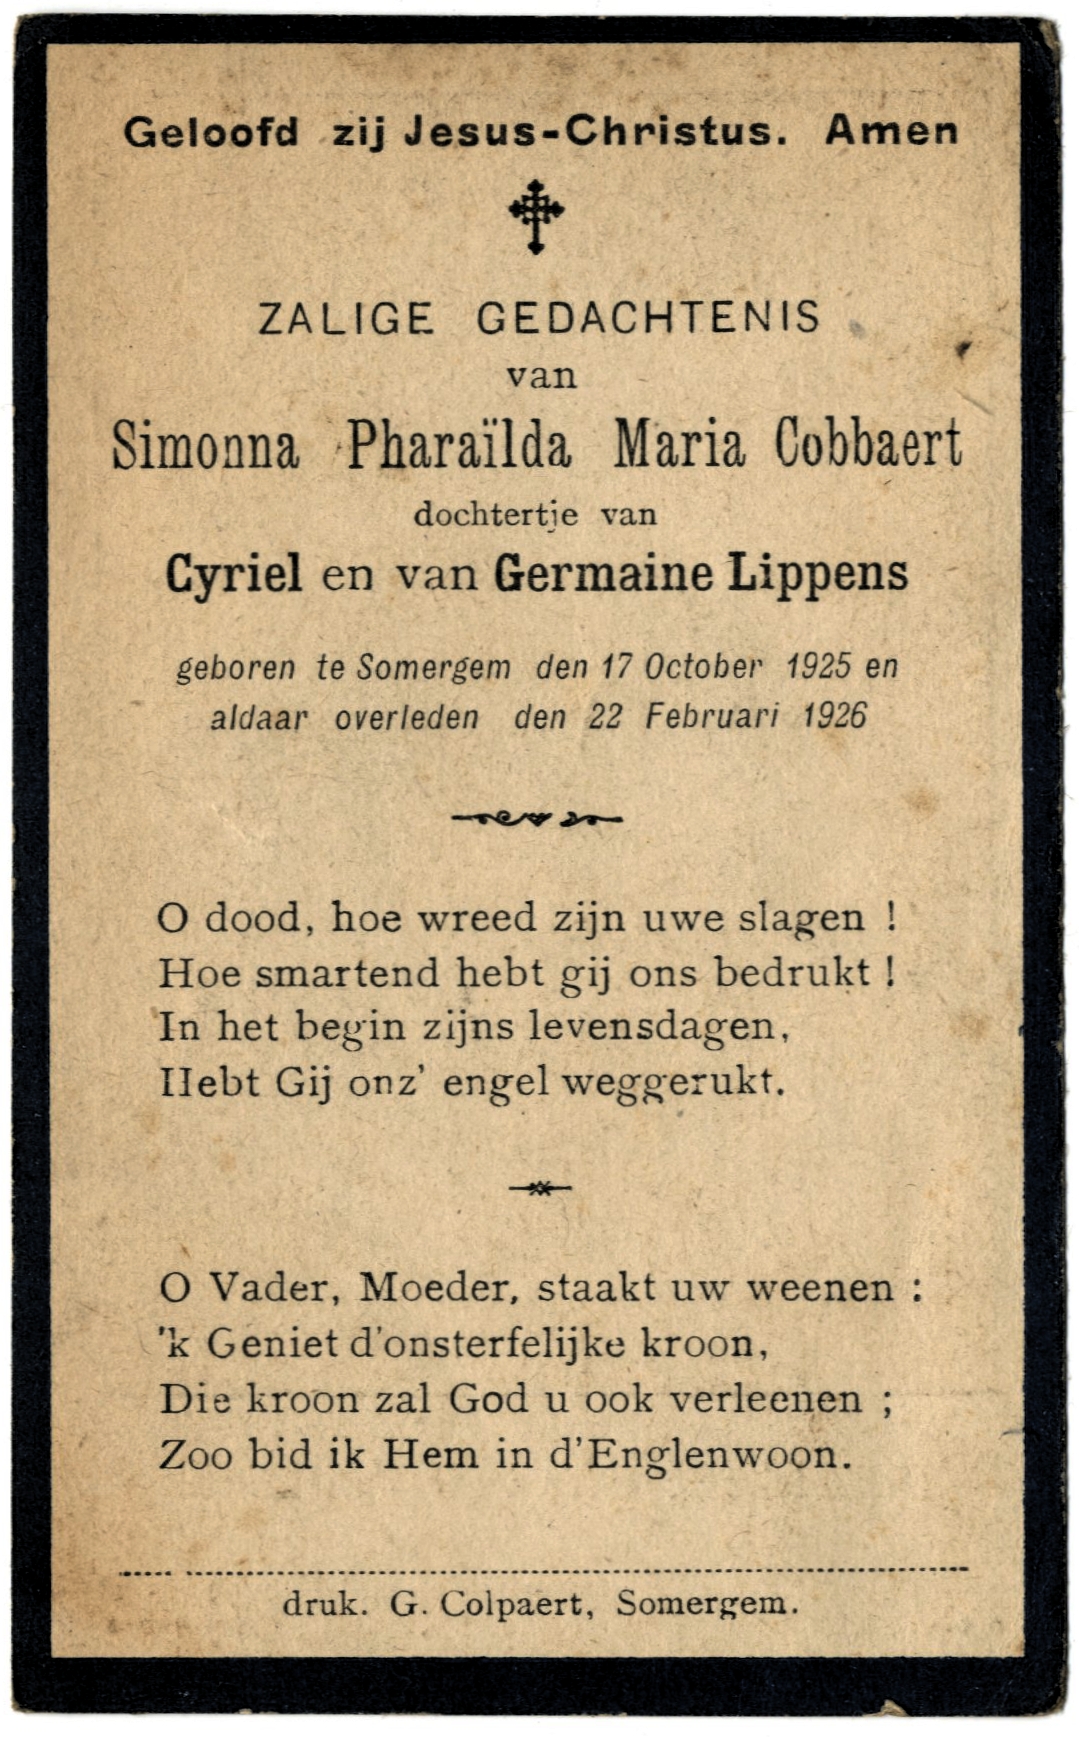 Geloofd zij Jesus-Christus. Amen
ZALIGE GEDACHTENIS
van
Simonna Pharaïlda Maria Cobbaert
dochtertje van
Cyriel en van Germaine Lippens
geboren te Somergem den 17 October 1925 en
aldaar overleden den 22 Februari 1926
O dood, hoe wreed zijn uwe slagen !
Hoe smartend hebt gij ons bedrukt !
In het begin zijns levensdagen,
Hebt Gij onz' engel weggerukt.
O Vader, Moeder, staakt uw weenen :
'k Geniet d'onsterfelijke kroon,
Die kroon zal God u ook verleenen ;
Zoo bid ik Hem in d'Englenwoon.
druk. G. Colpaert, Somergem.